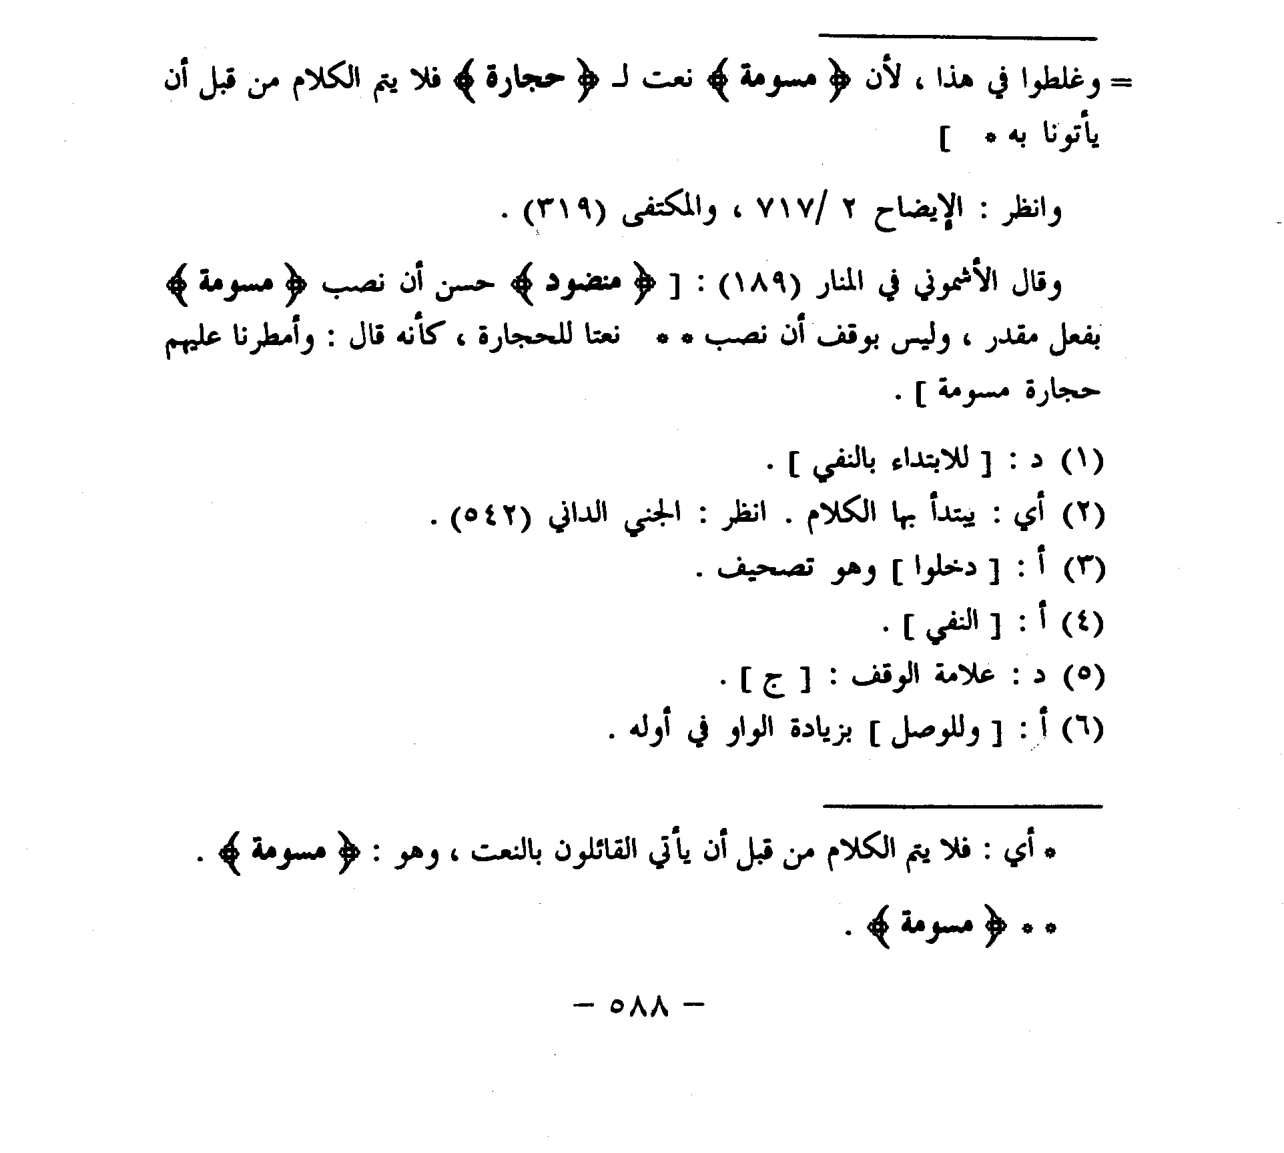 = وغلطوا في هذا ، لأن ﴿ مسومة ﴾ نعت لـ ﴿ حجارة ﴾ فلا يتم الكلام من قبل أن
يأتونا به * ]
وانظر : الإيضاح ٢ /٧١٧ ، والمكتفى (٣١٩) .
وقال الأشموني في المنار (١٨٩) : [ ﴿ منضود ﴾ حسن أن نصب ﴿ مسومة ﴾
بفعل مقدر ، وليس بوقف أن نصب * * نعتا للحجارة ، كأنه قال : وأمطرنا عليهم
حجارة مسومة ] .
(١) د : [ للابتداء بالنفي ] .
(٢) أي : يبتدأ بها الكلام . انظر : الجني الداني (٥٤٢) .
(٣) أ : [ دخلوا ] وهو تصحيف .
(٤) أ : [ النفي ] .
(٥) د : علامة الوقف : [ ج ] .
(٦) أ : [ وللوصل ] بزيادة الواو في أوله .
* أي : فلا يتم الكلام من قبل أن يأتي القائلون بالنعت ، وهو : ﴿ مسومة ﴾ .
* * ﴿ مسومة ﴾ .
– ٥٨٨ –